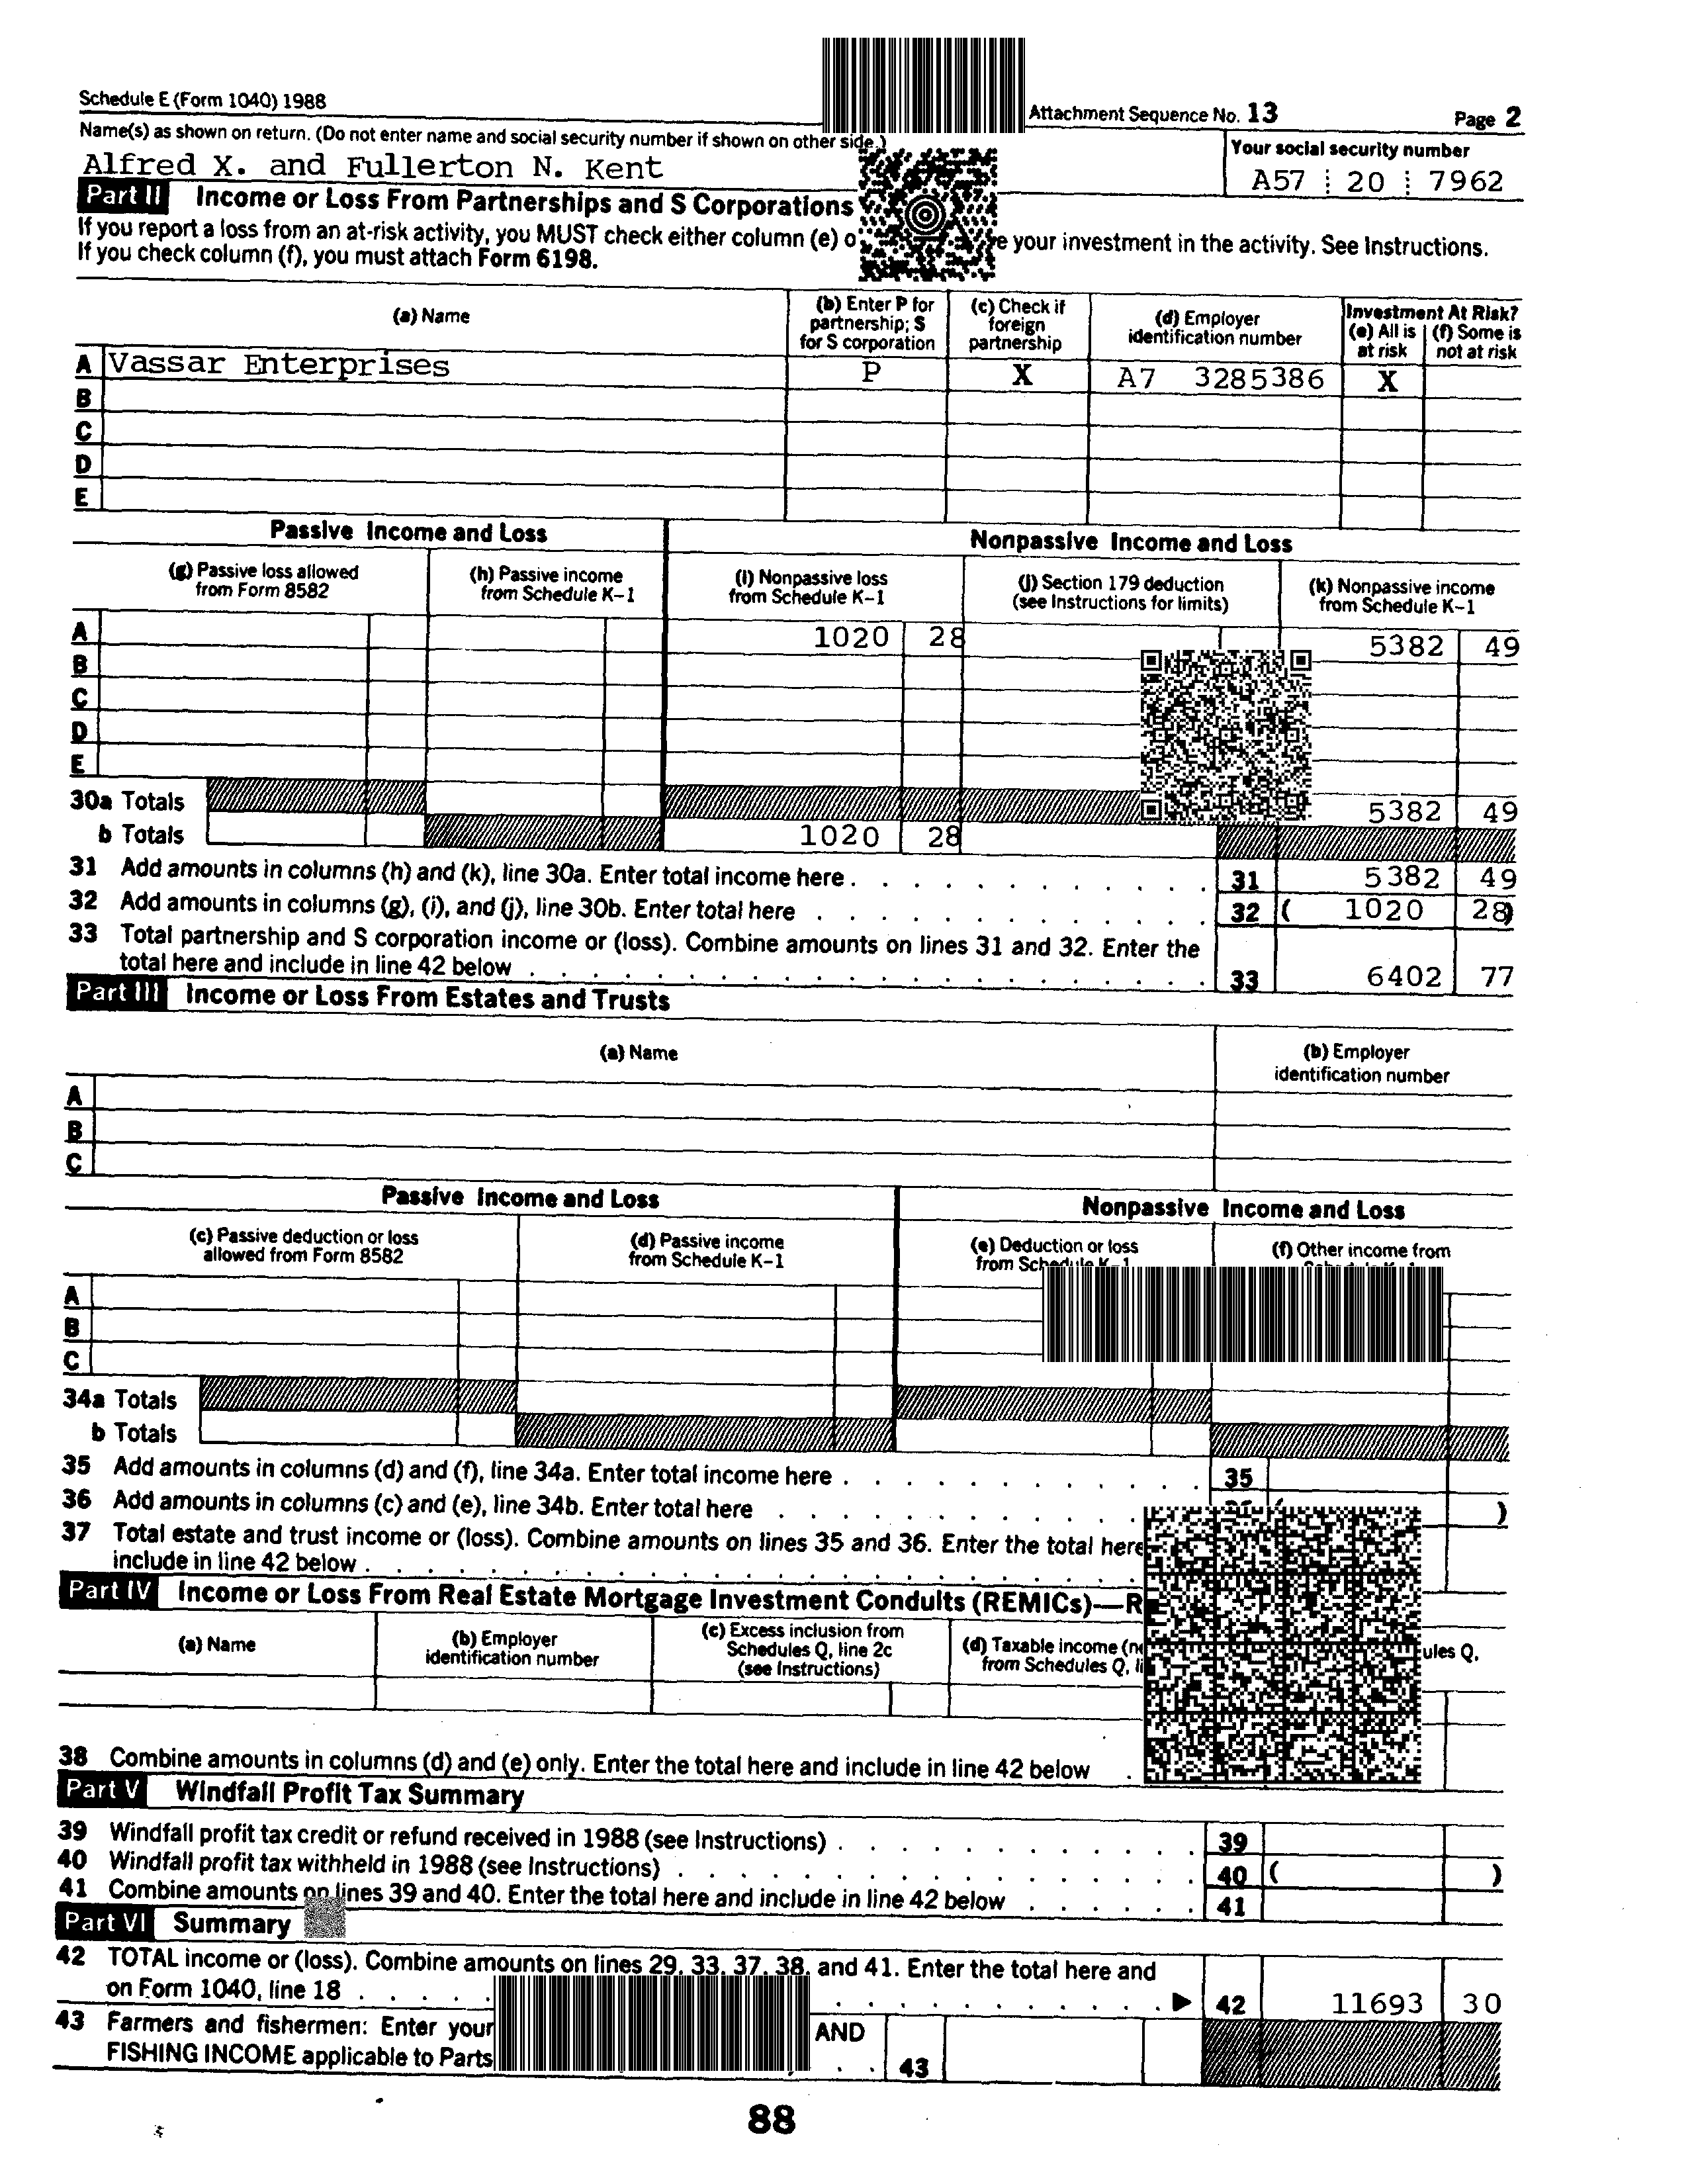 Schedule E (Form 1040) 1988
Attachment Sequence No. 13
Page 2
Name(s) as shown on return. (Do not enter name and social security number if shown on other side.)
Your social security number
Alfred X. and Fullerton N. Kent
A57 20 7962
Part II Income or Loss From Partnerships and S Corporations
If you report a loss from an at-risk activity, you MUST check either column (e) o e your investment in the activity. See Instructions.
If you check column (f), you must attach Form 6198.
(a) Name
(b) Enter P for partnership; S for S corporation
(c) Check if foreign partnership
(d) Employer identification number
Investment At Risk?
(e) All is at risk
(f) Some is not at risk
A Vassar Enterprises P X A7 3285386 X
B
C
D
E
Passive Income and Loss
Nonpassive Income and Loss
(g) Passive loss allowed from Form 8582
(h) Passive income from Schedule K-1
(i) Nonpassive loss from Schedule K-1
(j) Section 179 deduction (see Instructions for limits)
(k) Nonpassive income from Schedule K-1
A 1020 28 5382 49
B
C
D
E
30a Totals 5382 49
b Totals 1020 28
31 Add amounts in columns (h) and (k), line 30a. Enter total income here . 31 5382 49
32 Add amounts in columns (g), (i), and (j), line 30b. Enter total here . 32 ( 1020 28)
33 Total partnership and S corporation income or (loss). Combine amounts on lines 31 and 32. Enter the
total here and include in line 42 below . 33 6402 77
Part III Income or Loss From Estates and Trusts
(a) Name
(b) Employer identification number
A
B
C
Passive Income and Loss
Nonpassive Income and Loss
(c) Passive deduction or loss allowed from Form 8582
(d) Passive income from Schedule K-1
(e) Deduction or loss from Schedule K-1
(f) Other income from
A
B
C
34a Totals
b Totals
35 Add amounts in columns (d) and (f), line 34a. Enter total income here . 35
36 Add amounts in columns (c) and (e), line 34b. Enter total here . )
37 Total estate and trust income or (loss). Combine amounts on lines 35 and 36. Enter the total here
include in line 42 below .
Part IV Income or Loss From Real Estate Mortgage Investment Conduits (REMICs)—R
(a) Name
(b) Employer identification number
(c) Excess inclusion from Schedules Q, line 2c (see Instructions)
(d) Taxable income (ne
from Schedules Q, li
ules Q,
38 Combine amounts in columns (d) and (e) only. Enter the total here and include in line 42 below .
Part V Windfall Profit Tax Summary
39 Windfall profit tax credit or refund received in 1988 (see Instructions) . 39
40 Windfall profit tax withheld in 1988 (see Instructions) . 40 ( )
41 Combine amounts on lines 39 and 40. Enter the total here and include in line 42 below . 41
Part VI Summary
42 TOTAL income or (loss). Combine amounts on lines 29, 33, 37, 38, and 41. Enter the total here and
on Form 1040, line 18 . ▶ 42 11693 30
43 Farmers and fishermen: Enter your AND
FISHING INCOME applicable to Parts . . 43
88